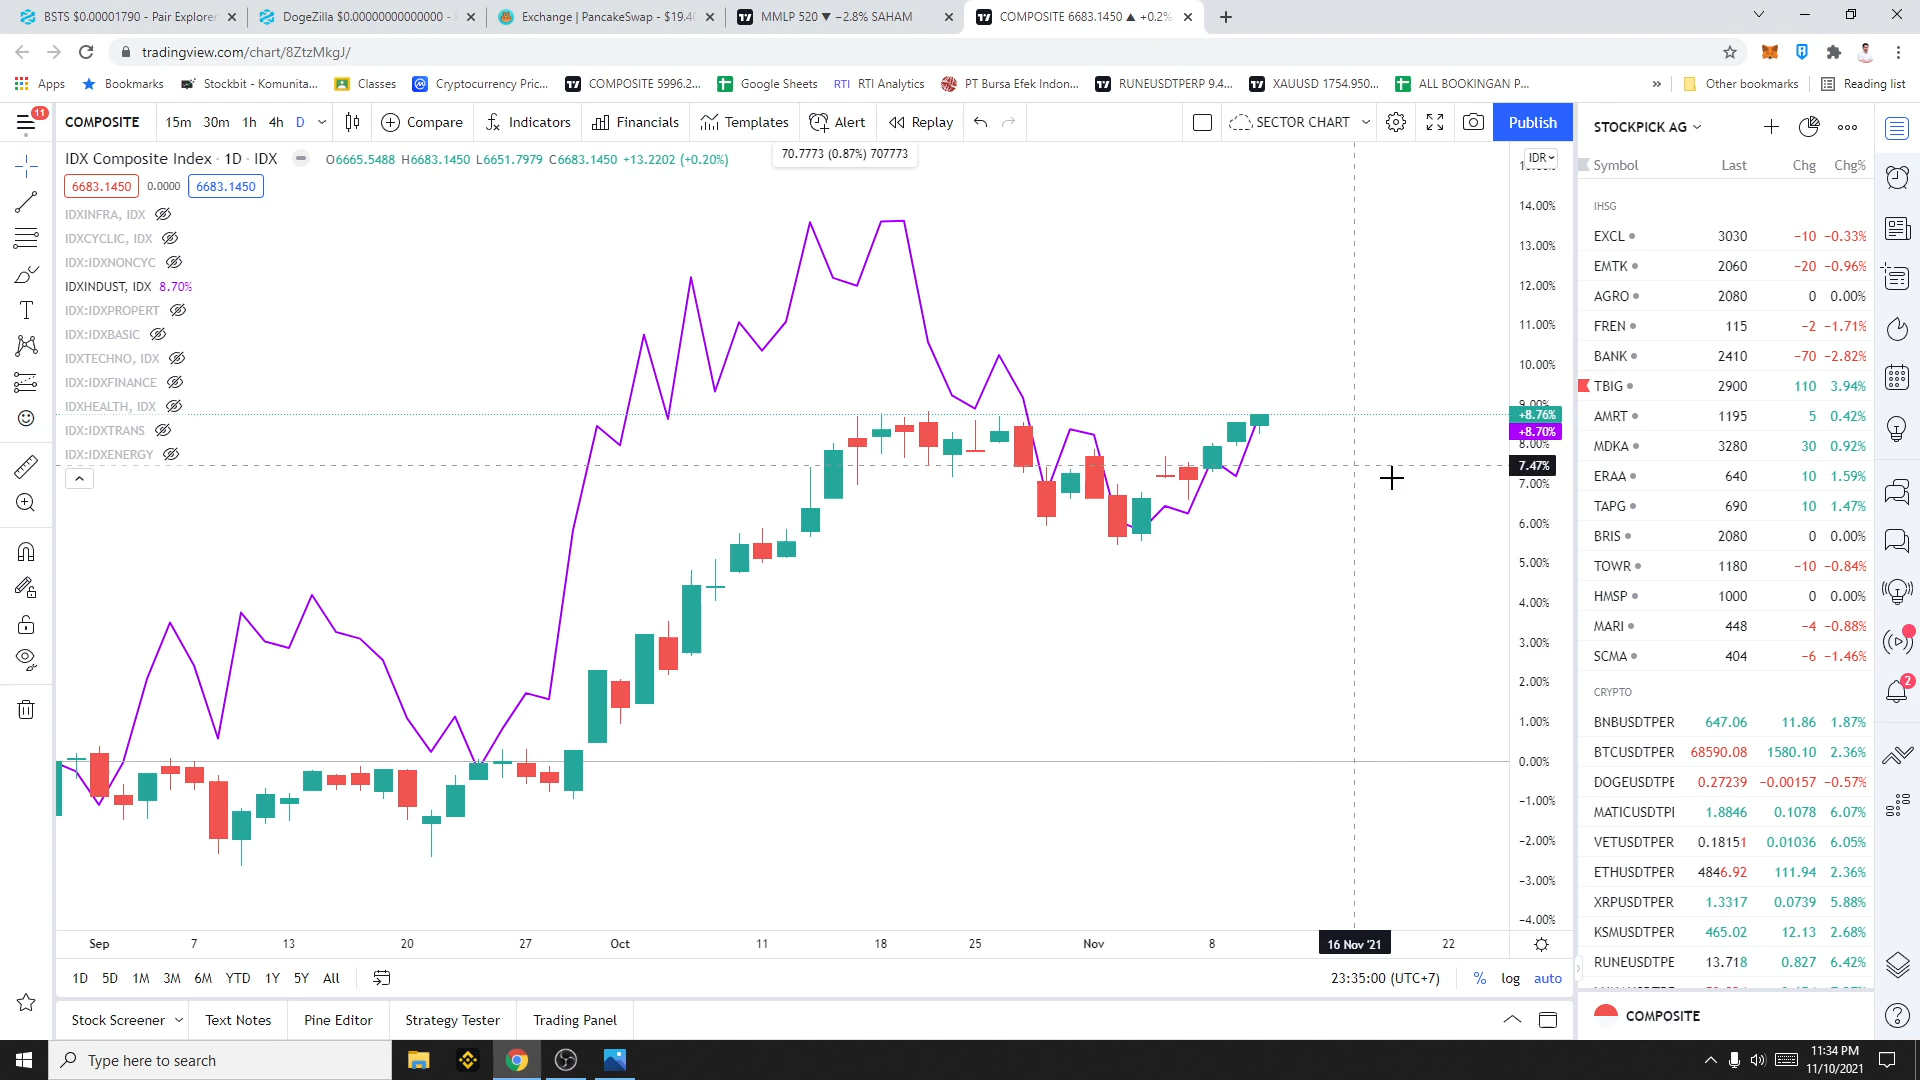 BSTS $0.00001790 - Pair Explorer
DogeZilla $0.00000000000000 -
Exchange | PancakeSwap - $19.4
MMLP 520 ▼ −2.8% SAHAM
COMPOSITE 6683.1450 ▲ +0.2%
tradingview.com/chart/8ZtzMkgJ/
Apps
Bookmarks
Stockbit - Komunita...
Classes
Cryptocurrency Pric...
COMPOSITE 5996.2...
Google Sheets
RTI RTI Analytics
PT Bursa Efek Indon...
RUNEUSDTPERP 9.4...
XAUUSD 1754.950...
ALL BOOKINGAN P...
»
Other bookmarks
Reading list
11
COMPOSITE
15m 30m 1h 4h D
Compare
Indicators
Financials
Templates
Alert
Replay
SECTOR CHART
Publish
IDX Composite Index · 1D · IDX
O6665.5488 H6683.1450 L6651.7979 C6683.1450 +13.2202 (+0.20%)
70.7773 (0.87%) 707773
6683.1450 0.0000 6683.1450
IDXINFRA, IDX
IDXCYCLIC, IDX
IDX:IDXNONCYC
IDXINDUST, IDX 8.70%
IDX:IDXPROPERT
IDX:IDXBASIC
IDXTECHNO, IDX
IDX:IDXFINANCE
IDXHEALTH, IDX
IDX:IDXTRANS
IDX:IDXENERGY
IDR
14.00%
13.00%
12.00%
11.00%
10.00%
9.00%
+8.76%
+8.70%
8.00%
7.47%
7.00%
6.00%
5.00%
4.00%
3.00%
2.00%
1.00%
0.00%
−1.00%
−2.00%
−3.00%
−4.00%
Sep 7 13 20 27 Oct 11 18 25 Nov 8 16 Nov '21 22
1D 5D 1M 3M 6M YTD 1Y 5Y All
23:35:00 (UTC+7) % log auto
Stock Screener
Text Notes
Pine Editor
Strategy Tester
Trading Panel
STOCKPICK AG
Symbol Last Chg Chg%
IHSG
EXCL 3030 −10 −0.33%
EMTK 2060 −20 −0.96%
AGRO 2080 0 0.00%
FREN 115 −2 −1.71%
BANK 2410 −70 −2.82%
TBIG 2900 110 3.94%
AMRT 1195 5 0.42%
MDKA 3280 30 0.92%
ERAA 640 10 1.59%
TAPG 690 10 1.47%
BRIS 2080 0 0.00%
TOWR 1180 −10 −0.84%
HMSP 1000 0 0.00%
MARI 448 −4 −0.88%
SCMA 404 −6 −1.46%
CRYPTO
BNBUSDTPER 647.06 11.86 1.87%
BTCUSDTPER 68590.08 1580.10 2.36%
DOGEUSDTPE 0.27239 −0.00157 −0.57%
MATICUSDTPI 1.8846 0.1078 6.07%
VETUSDTPER 0.18151 0.01036 6.05%
ETHUSDTPER 4846.92 111.94 2.36%
XRPUSDTPER 1.3317 0.0739 5.88%
KSMUSDTPER 465.02 12.13 2.68%
RUNEUSDTPE 13.718 0.827 6.42%
COMPOSITE
2
Type here to search
11:34 PM
11/10/2021